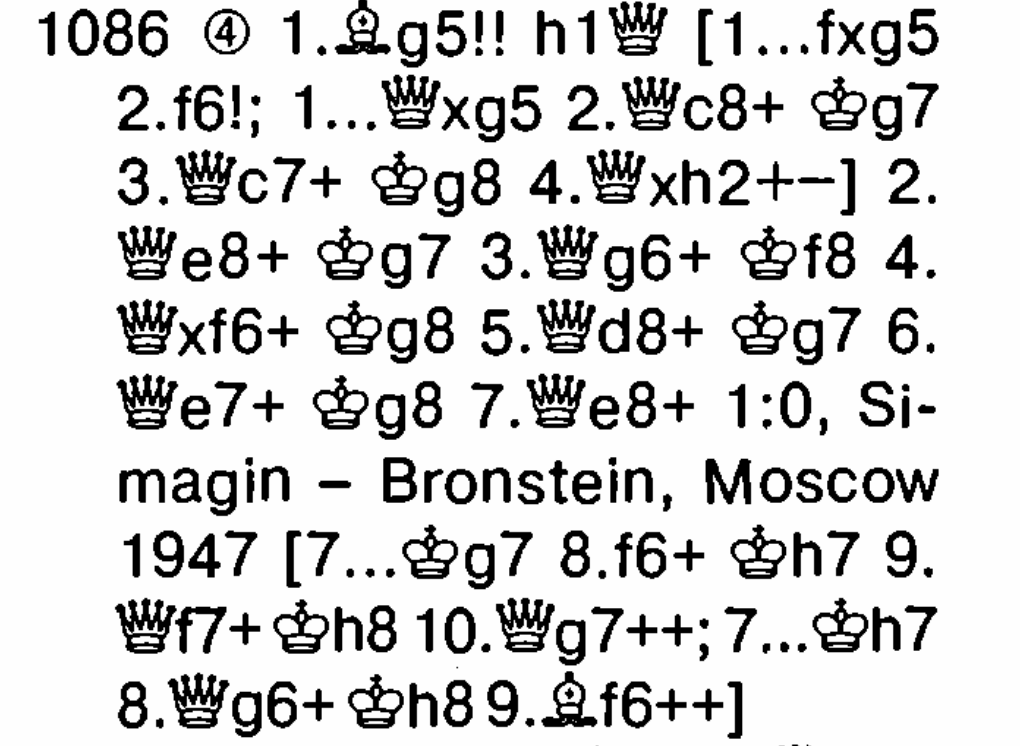 1086 ④ 1.♗g5!! h1♕ [1...fxg5
2.f6!; 1...♕xg5 2.♕c8+ ♔g7
3.♕c7+ ♔g8 4.♕xh2+−] 2.
♕e8+ ♔g7 3.♕g6+ ♔f8 4.
♕xf6+ ♔g8 5.♕d8+ ♔g7 6.
♕e7+ ♔g8 7.♕e8+ 1:0, Si-
magin – Bronstein, Moscow
1947 [7...♔g7 8.f6+ ♔h7 9.
♕f7+ ♔h8 10.♕g7++; 7...♔h7
8.♕g6+ ♔h8 9.♗f6++]